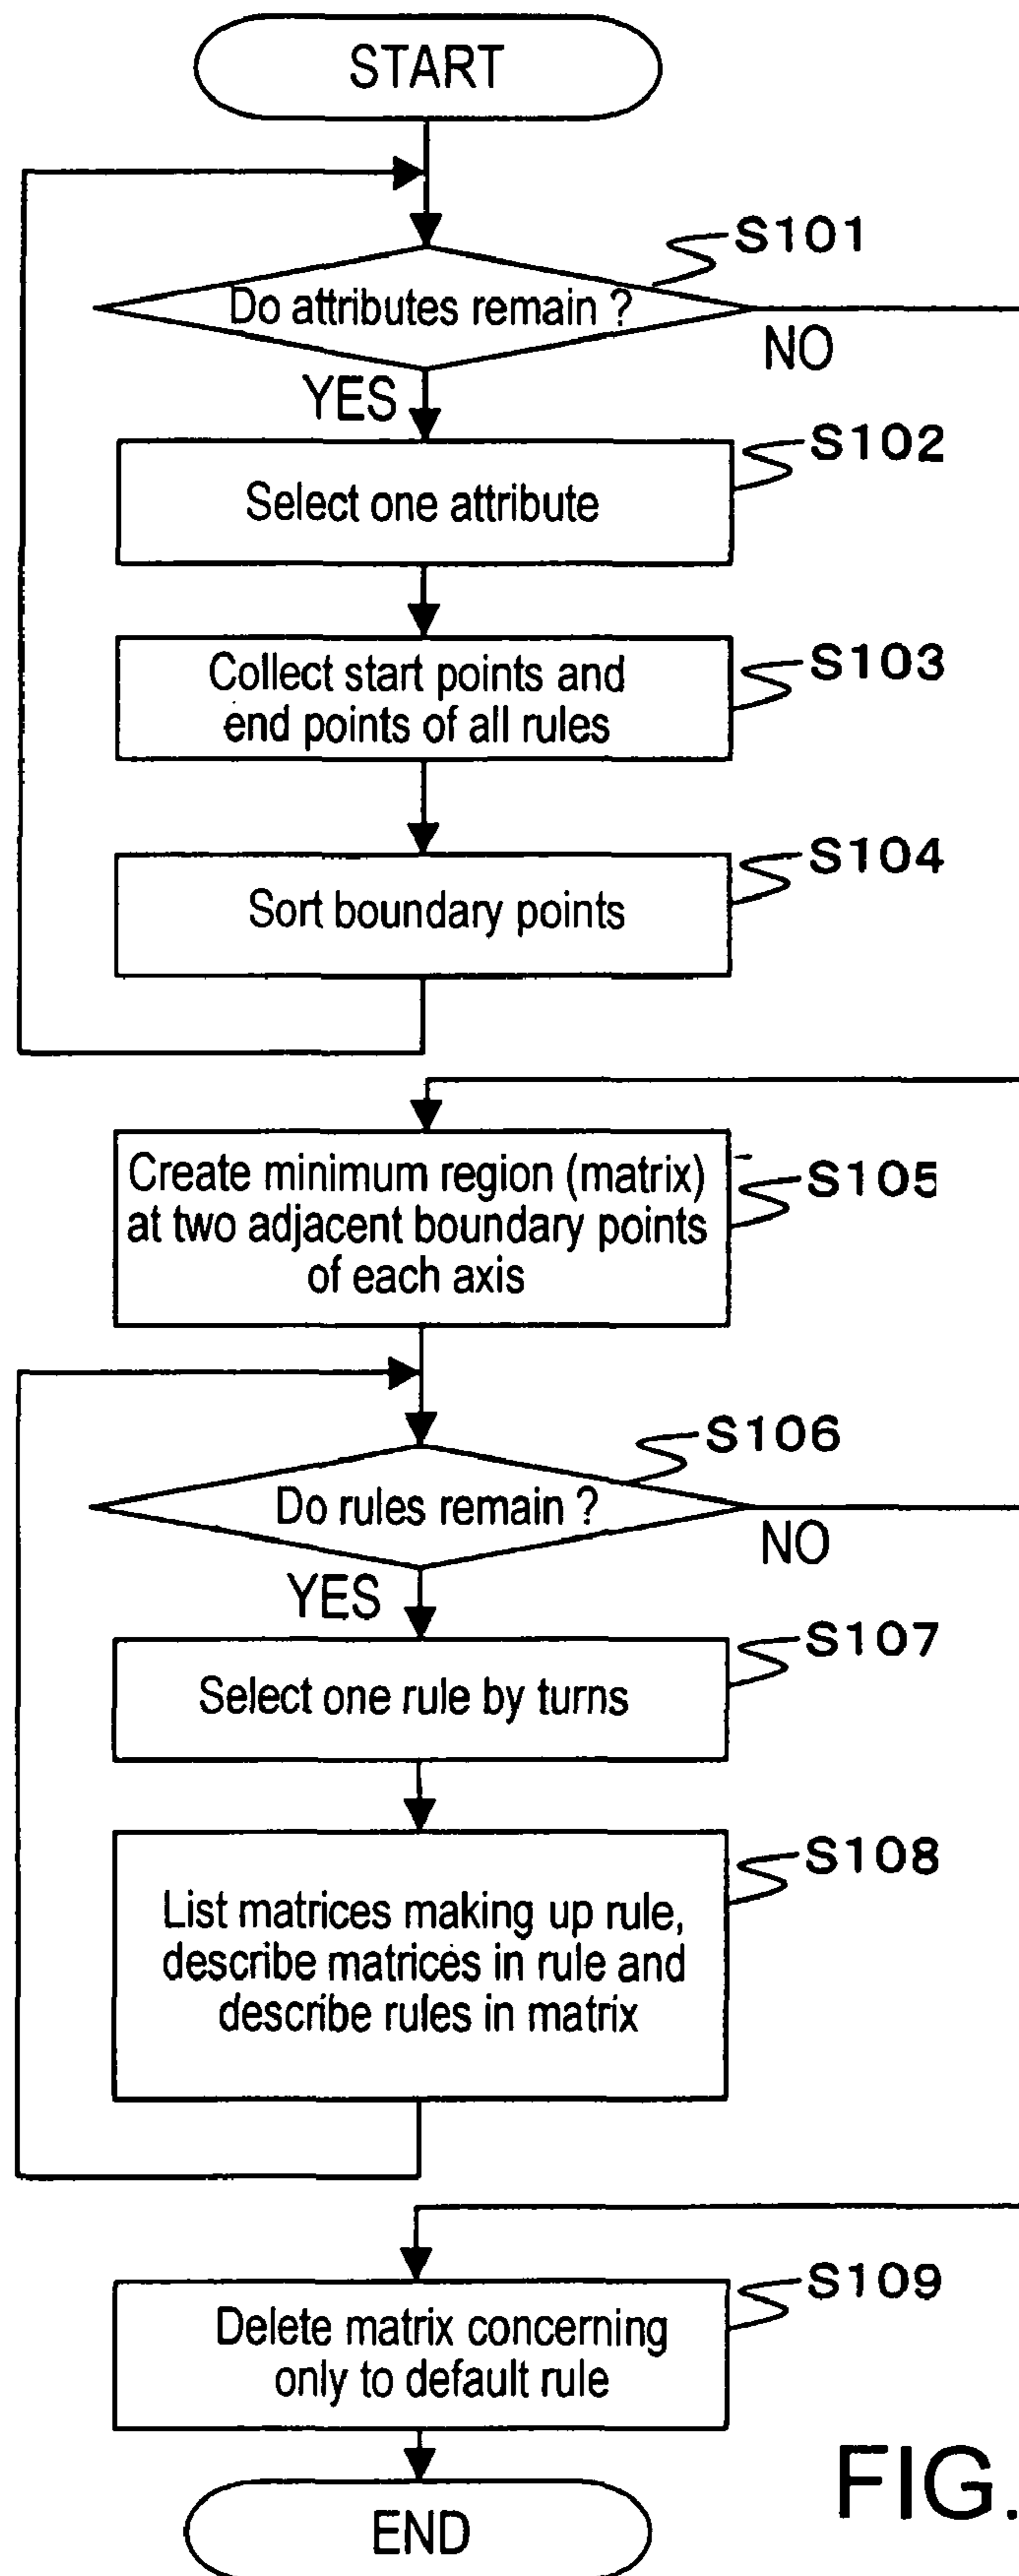 START
S101
Do attributes remain ?
NO
YES
S102
Select one attribute
S103
Collect start points and
end points of all rules
S104
Sort boundary points
S105
Create minimum region (matrix)
at two adjacent boundary points
of each axis
S106
Do rules remain ?
NO
YES
S107
Select one rule by turns
S108
List matrices making up rule,
describe matrices in rule and
describe rules in matrix
S109
Delete matrix concerning
only to default rule
END
FIG.